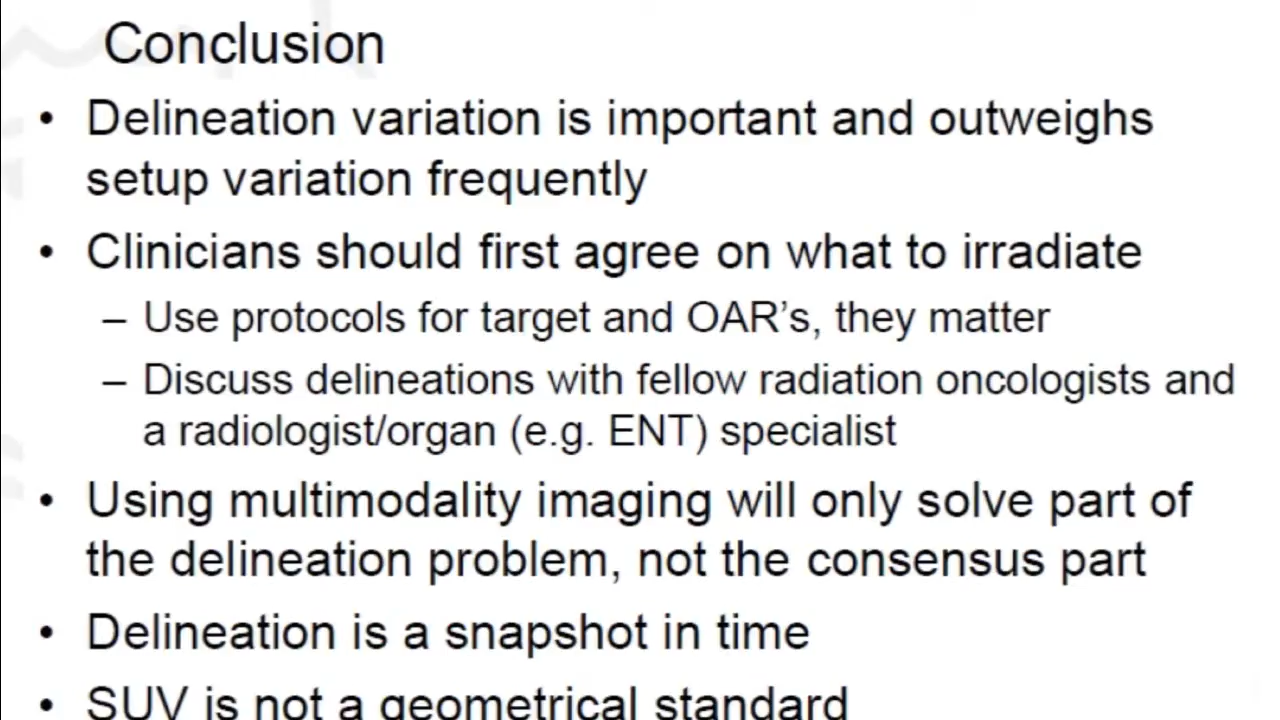 Conclusion
• Delineation variation is important and outweighs
setup variation frequently
• Clinicians should first agree on what to irradiate
– Use protocols for target and OAR's, they matter
– Discuss delineations with fellow radiation oncologists and
a radiologist/organ (e.g. ENT) specialist
• Using multimodality imaging will only solve part of
the delineation problem, not the consensus part
• Delineation is a snapshot in time
• SUV is not a geometrical standard